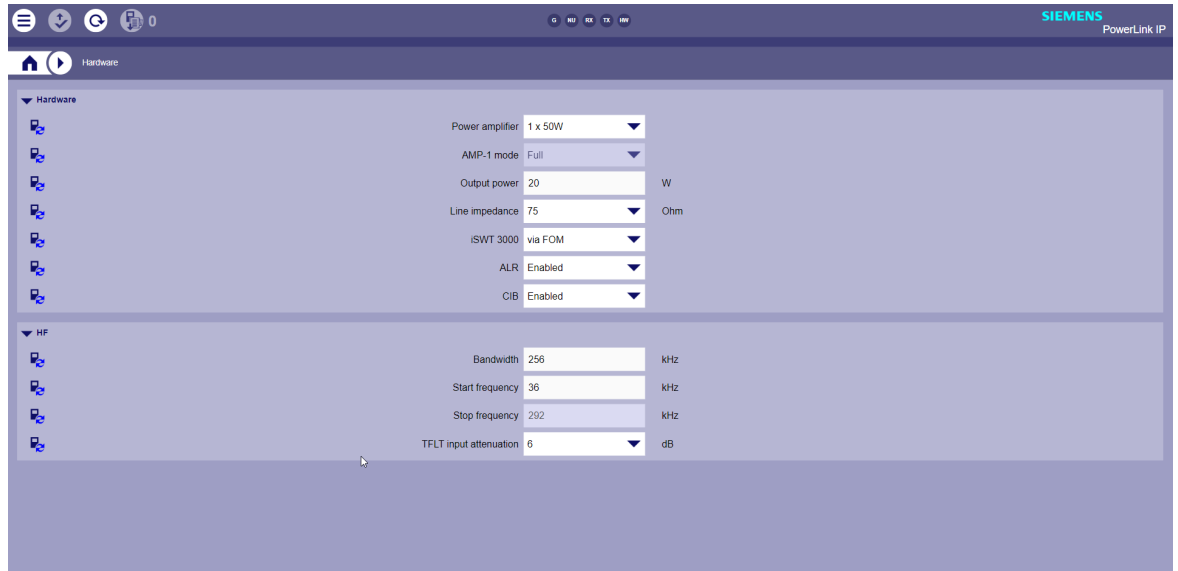 0
G NU RX TX HW
SIEMENS
PowerLink IP
Hardware
Hardware
Power amplifier 1 x 50W
AMP-1 mode Full
Output power 20 W
Line impedance 75 Ohm
iSWT 3000 via FOM
ALR Enabled
CIB Enabled
HF
Bandwidth 256 kHz
Start frequency 36 kHz
Stop frequency 292 kHz
TFLT input attenuation 6 dB